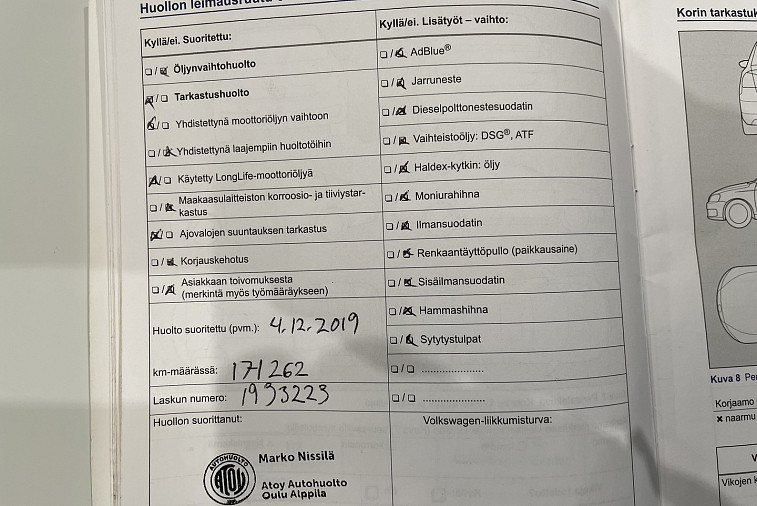 Huollon leimausruutu
Kyllä/ei. Suoritettu:
Öljynvaihtohuolto
Tarkastushuolto
Yhdistettynä moottoriöljyn vaihtoon
Yhdistettynä laajempiin huoltotöihin
Käytetty LongLife-moottoriöljyä
Maakaasulaitteiston korroosio- ja tiiviystar-
kastus
Ajovalojen suuntauksen tarkastus
Korjauskehotus
Asiakkaan toivomuksesta
(merkintä myös työmääräykseen)
Huolto suoritettu (pvm.): 4.12.2019
km-määrässä: 171262
Laskun numero: 1993223
Huollon suorittanut:
AUTOHUOLTO
ATOY
Marko Nissilä
Atoy Autohuolto
Oulu Alppila
Kyllä/ei. Lisätyöt – vaihto:
AdBlue®
Jarruneste
Dieselpolttonestesuodatin
Vaihteistoöljy: DSG®, ATF
Haldex-kytkin: öljy
Moniurahihna
Ilmansuodatin
Renkaantäyttöpullo (paikkausaine)
Sisäilmansuodatin
Hammashihna
Sytytystulpat
Volkswagen-liikkumisturva:
Korin tarkastuk
Kuva 8 Pe
Korjaamo
× naarmu
V
Vikojen k